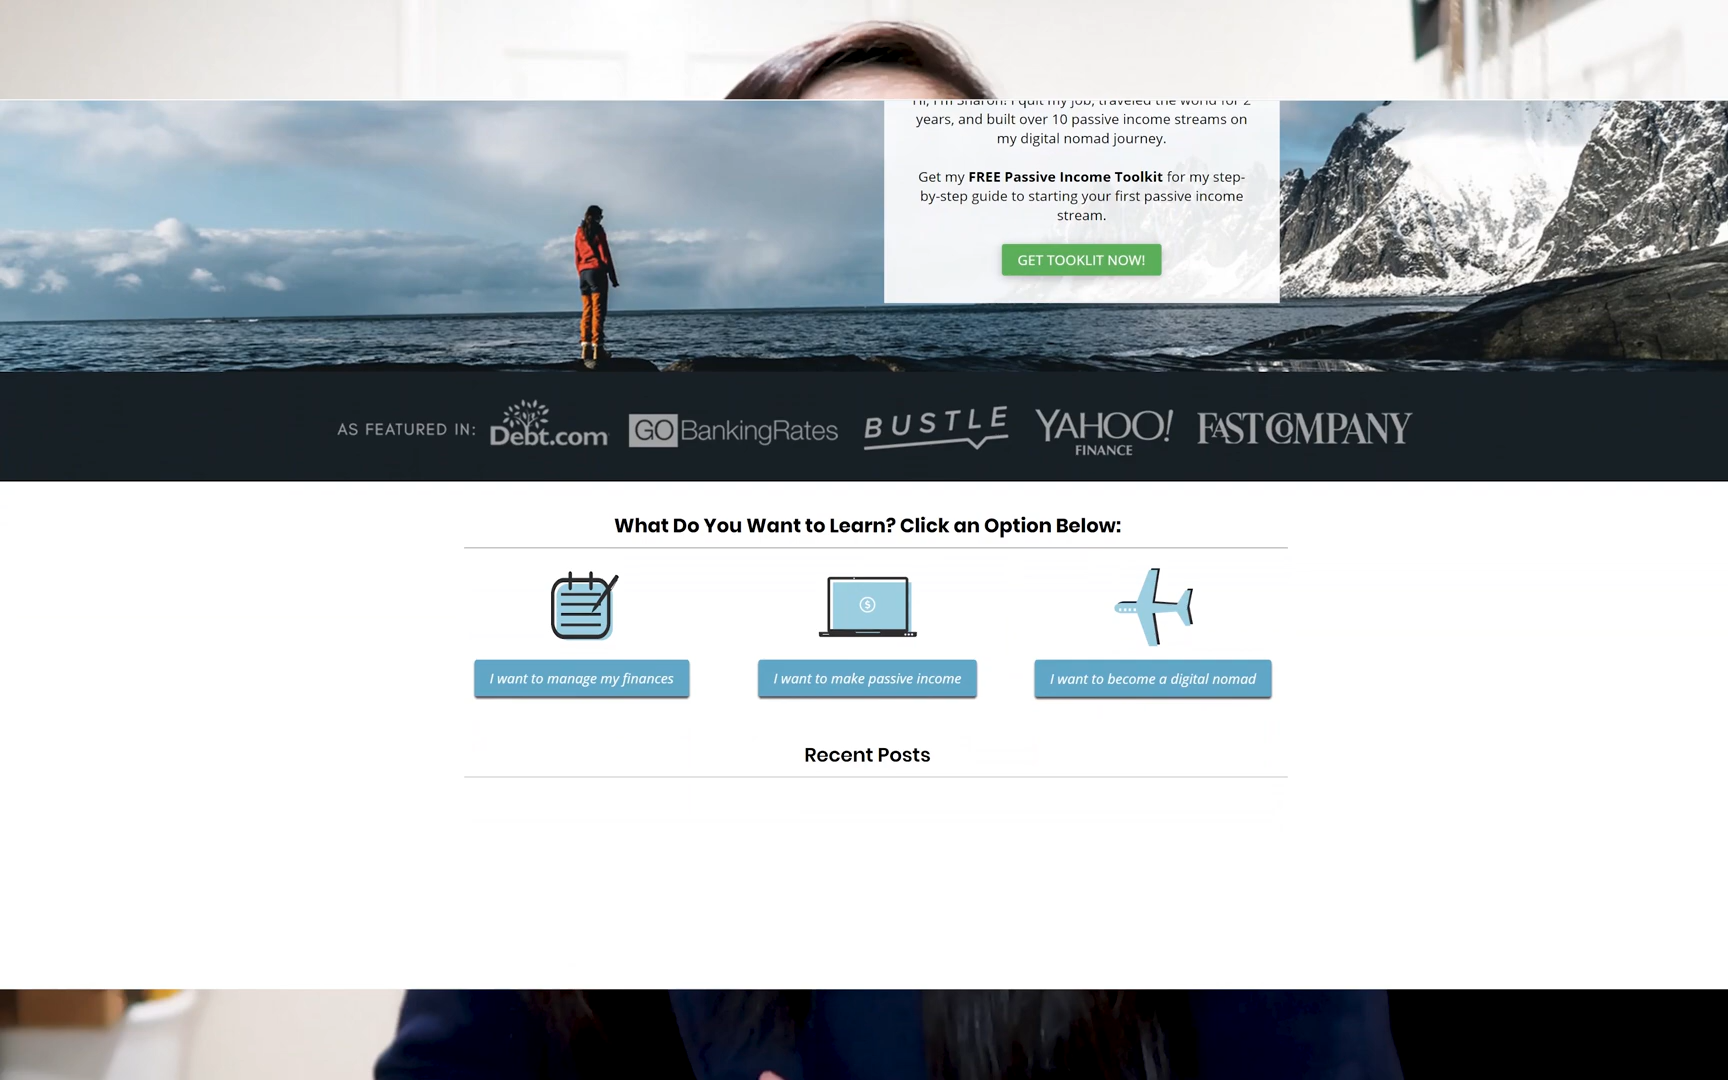 Hi, I'm Sharon! I quit my job, traveled the world for 2
years, and built over 10 passive income streams on
my digital nomad journey.
Get my FREE Passive Income Toolkit for my step-
by-step guide to starting your first passive income
stream.
GET TOOKLIT NOW!
AS FEATURED IN:
Debt.com
GOBankingRates
BUSTLE
YAHOO!
FINANCE
FAST COMPANY
What Do You Want to Learn? Click an Option Below:
$
I want to manage my finances
I want to make passive income
I want to become a digital nomad
Recent Posts